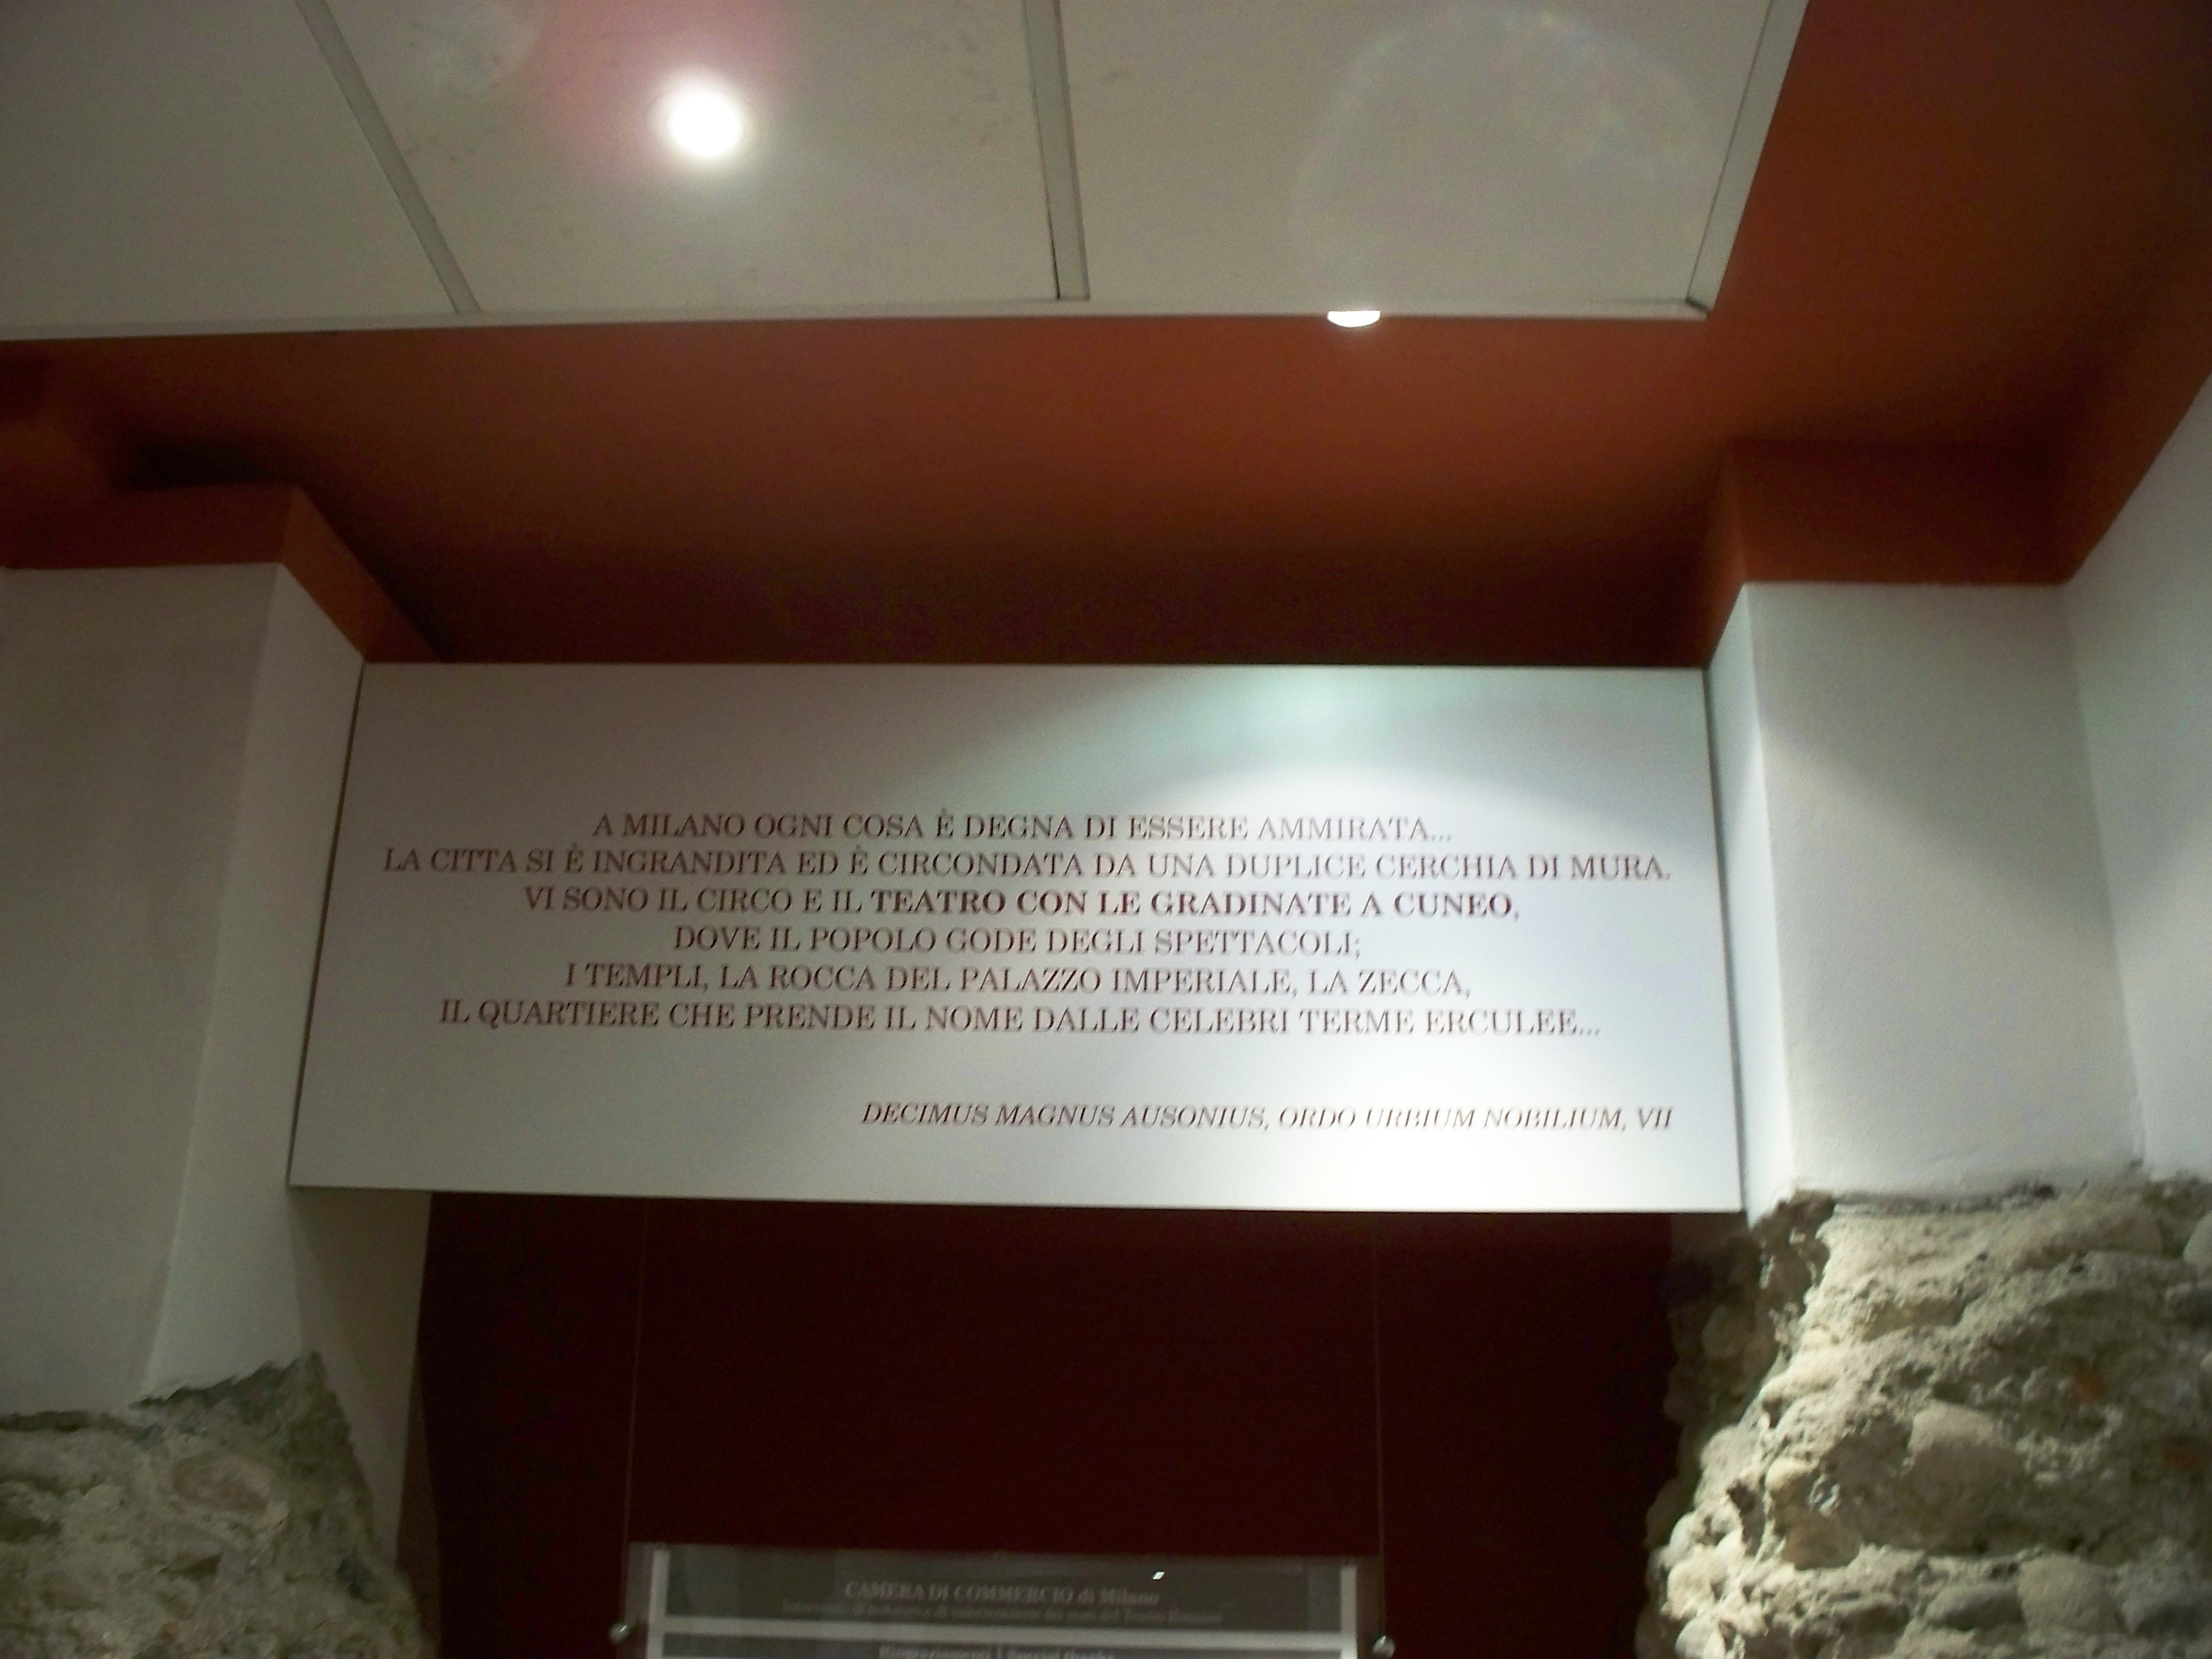 A MILANO OGNI COSA È DEGNA DI ESSERE AMMIRATA...
LA CITTA SI È INGRANDITA ED È CIRCONDATA DA UNA DUPLICE CERCHIA DI MURA.
VI SONO IL CIRCO E IL TEATRO CON LE GRADINATE A CUNEO,
DOVE IL POPOLO GODE DEGLI SPETTACOLI;
I TEMPLI, LA ROCCA DEL PALAZZO IMPERIALE, LA ZECCA,
IL QUARTIERE CHE PRENDE IL NOME DALLE CELEBRI TERME ERCULEE...
DECIMUS MAGNUS AUSONIUS, ORDO URBIUM NOBILIUM, VII
CAMERA DI COMMERCIO di Milano